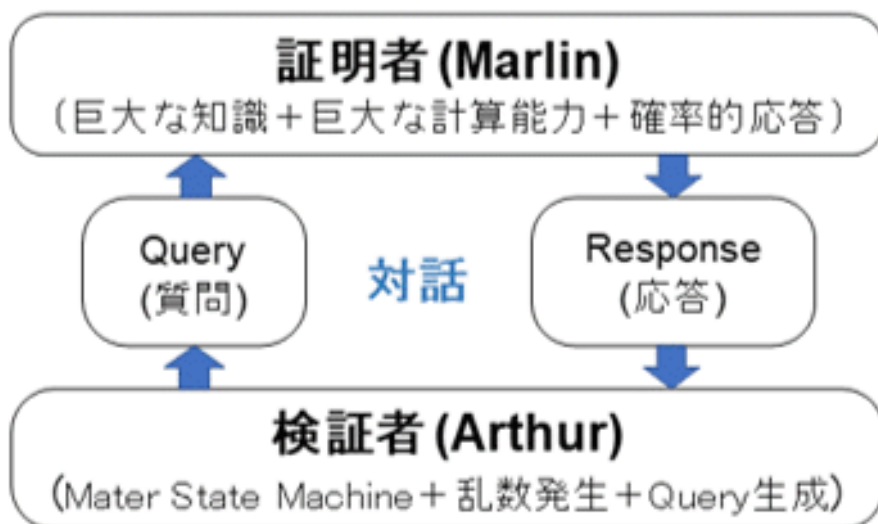 証明者(Marlin)
(巨大な知識+巨大な計算能力+確率的応答)
Query
(質問)
対話
Response
(応答)
検証者(Arthur)
(Mater State Machine+乱数発生+Query生成)